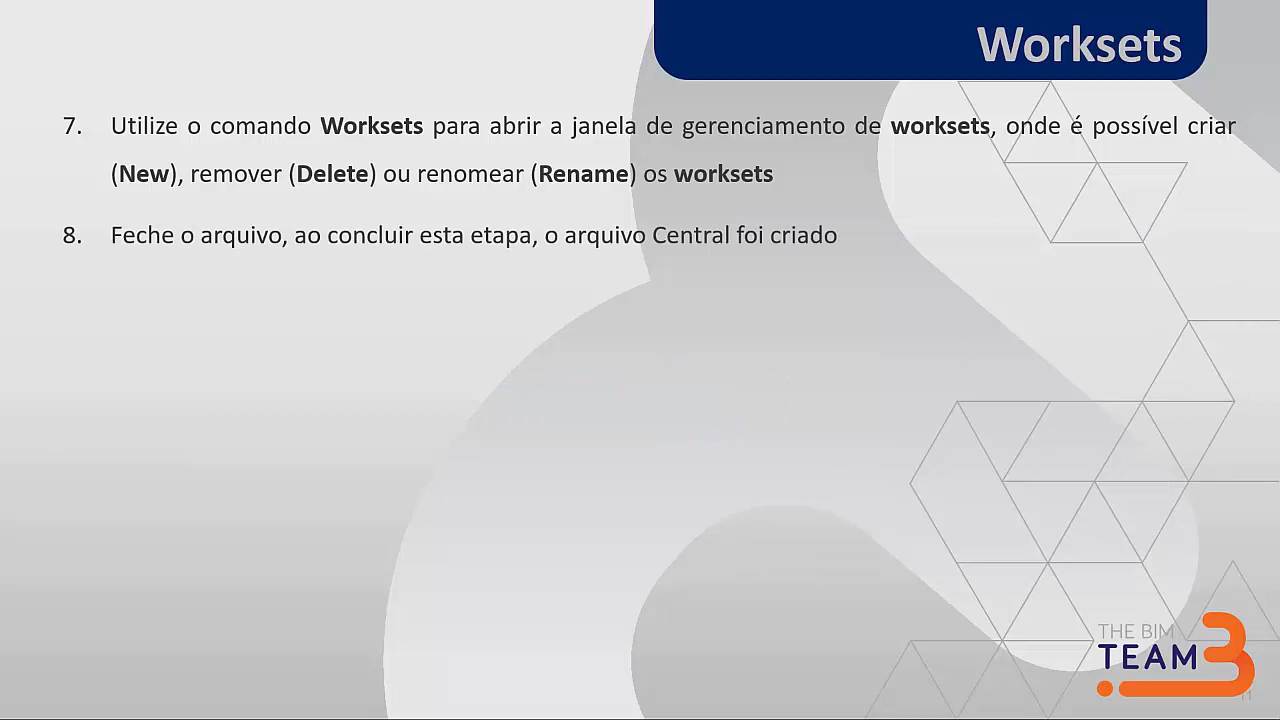 Worksets
7. Utilize o comando Worksets para abrir a janela de gerenciamento de worksets, onde é possível criar
(New), remover (Delete) ou renomear (Rename) os worksets
8. Feche o arquivo, ao concluir esta etapa, o arquivo Central foi criado
THE BIM
TEAM3